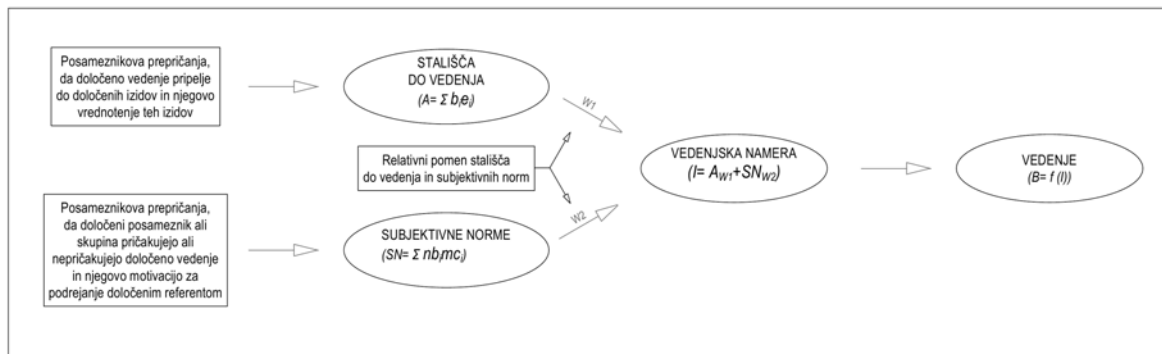 Posameznikova prepričanja,
da določeno vedenje pripelje
do določenih izidov in njegovo
vrednotenje teh izidov
STALIŠČA
DO VEDENJA
(A= Σ bᵢeᵢ)
W1
Relativni pomen stališča
do vedenja in subjektivnih norm
VEDENJSKA NAMERA
(I= A_W1+SN_W2)
VEDENJE
(B= f (I))
Posameznikova prepričanja,
da določeni posameznik ali
skupina pričakujejo ali
nepričakujejo določeno vedenje
in njegovo motivacijo za
podrejanje določenim referentom
SUBJEKTIVNE NORME
(SN= Σ nbᵢmcᵢ)
W2